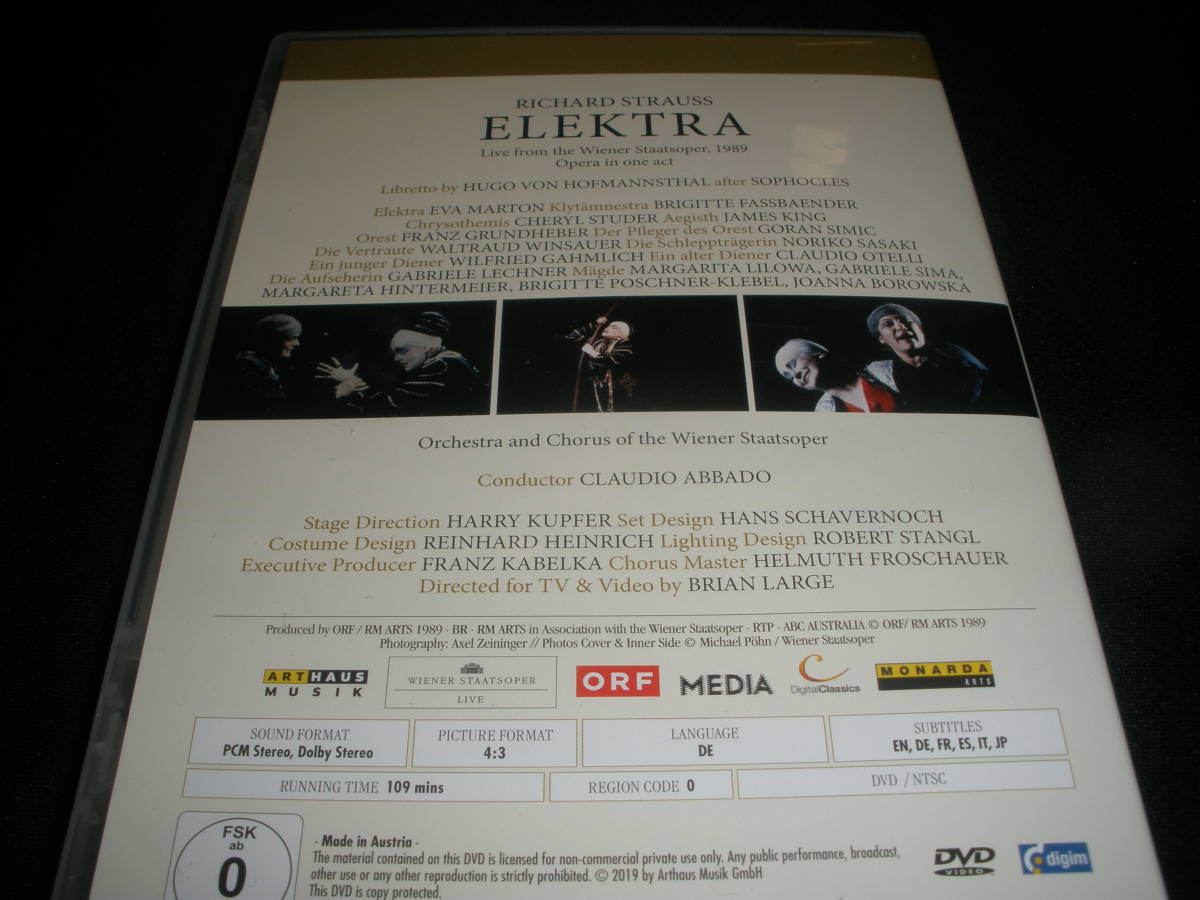 RICHARD STRAUSS
ELEKTRA
Live from the Wiener Staatsoper, 1989
Opera in one act
Libretto by HUGO VON HOFMANNSTHAL after SOPHOCLES
Elektra EVA MARTON Klytämnestra BRIGITTE FASSBAENDER
Chrysothemis CHERYL STUDER Aegisth JAMES KING
Orest FRANZ GRUNDHEBER Der Pfleger des Orest GORAN SIMIC
Die Vertraute WALTRAUD WINSAUER Die Schleppträgerin NORIKO SASAKI
Ein junger Diener WILFRIED GAHMLICH Ein alter Diener CLAUDIO OTELLI
Die Aufseherin GABRIELE LECHNER Mägde MARGARITA LILOWA, GABRIELE SIMA,
MARGARETA HINTERMEIER, BRIGITTE POSCHNER-KLEBEL, JOANNA BOROWSKA
Orchestra and Chorus of the Wiener Staatsoper
Conductor CLAUDIO ABBADO
Stage Direction HARRY KUPFER Set Design HANS SCHAVERNOCH
Costume Design REINHARD HEINRICH Lighting Design ROBERT STANGL
Executive Producer FRANZ KABELKA Chorus Master HELMUTH FROSCHAUER
Directed for TV & Video by BRIAN LARGE
Produced by ORF / RM ARTS 1989 · BR · RM ARTS in Association with the Wiener Staatsoper · RTP · ABC AUSTRALIA © ORF/ RM ARTS 1989
Photography: Axel Zeininger // Photos Cover & Inner Side © Michael Pöhn / Wiener Staatsoper
ARTHAUS
MUSIK
WIENER STAATSOPER
LIVE
ORF
MEDIA
C
DigitalClassics
MONARDA
ARTS
SOUND FORMAT
PCM Stereo, Dolby Stereo
PICTURE FORMAT
4:3
LANGUAGE
DE
SUBTITLES
EN, DE, FR, ES, IT, JP
RUNNING TIME 109 mins
REGION CODE 0
DVD / NTSC
FSK
ab
0
- Made in Austria -
The material contained on this DVD is licensed for non-commercial private use only. Any public performance, broadcast,
other use or any other reproduction is strictly prohibited. © 2019 by Arthaus Musik GmbH
This DVD is copy protected.
DVD
VIDEO
digim